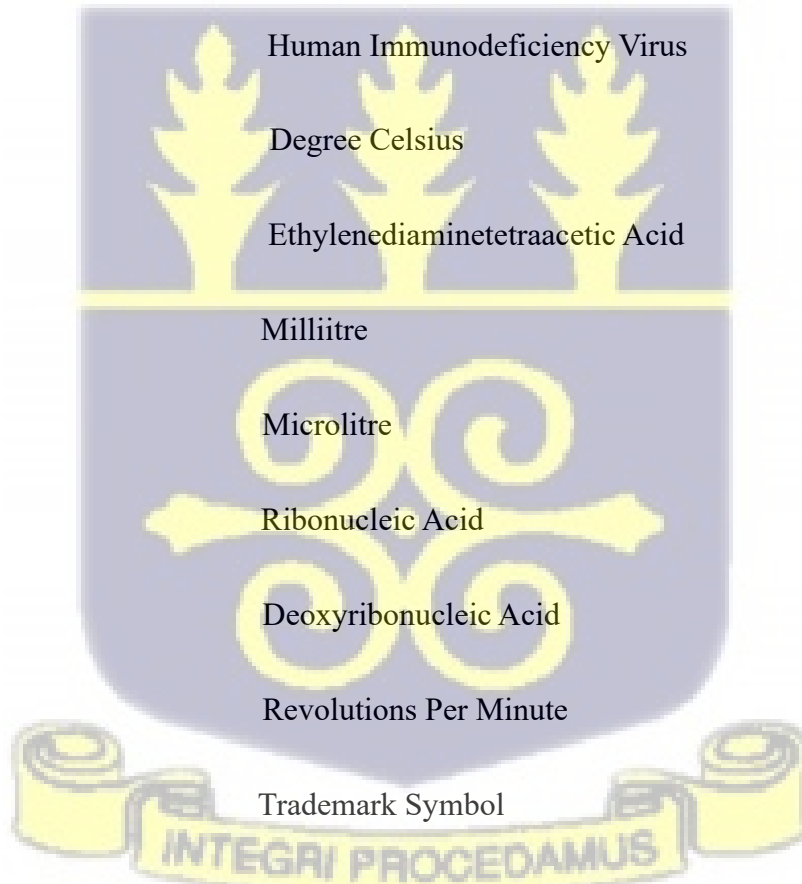 Human Immunodeficiency Virus
Degree Celsius
Ethylenediaminetetraacetic Acid
Milliitre
Microlitre
Ribonucleic Acid
Deoxyribonucleic Acid
Revolutions Per Minute
Trademark Symbol
INTEGRI PROCEDAMUS